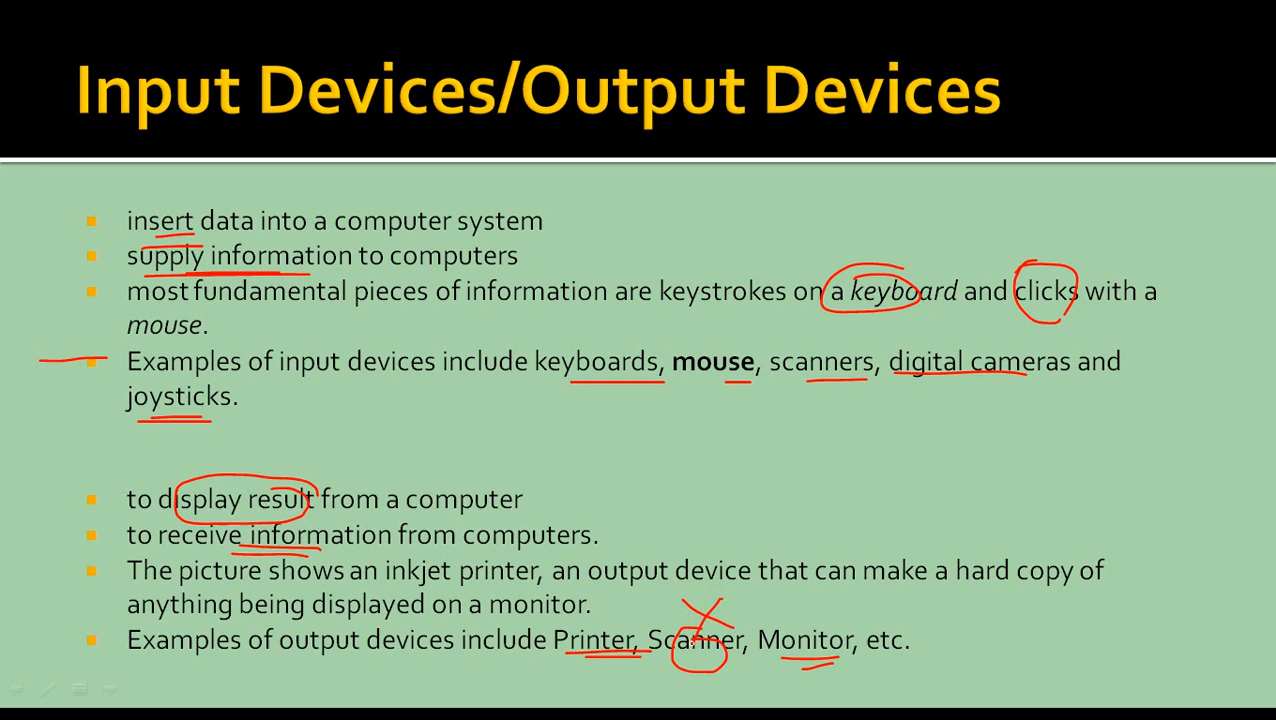 Input Devices/Output Devices
insert data into a computer system
supply information to computers
most fundamental pieces of information are keystrokes on a keyboard and clicks with a
mouse.
Examples of input devices include keyboards, mouse, scanners, digital cameras and
joysticks.
to display result from a computer
to receive information from computers.
The picture shows an inkjet printer, an output device that can make a hard copy of
anything being displayed on a monitor.
Examples of output devices include Printer, Scanner, Monitor, etc.